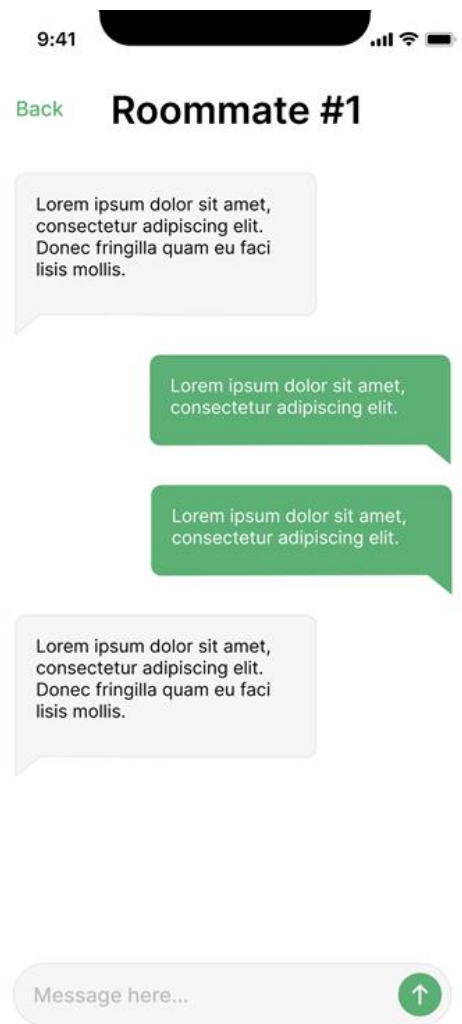 9:41
Back
Roommate #1
Lorem ipsum dolor sit amet,
consectetur adipiscing elit.
Donec fringilla quam eu faci
lisis mollis.
Lorem ipsum dolor sit amet,
consectetur adipiscing elit.
Lorem ipsum dolor sit amet,
consectetur adipiscing elit.
Lorem ipsum dolor sit amet,
consectetur adipiscing elit.
Donec fringilla quam eu faci
lisis mollis.
Message here...